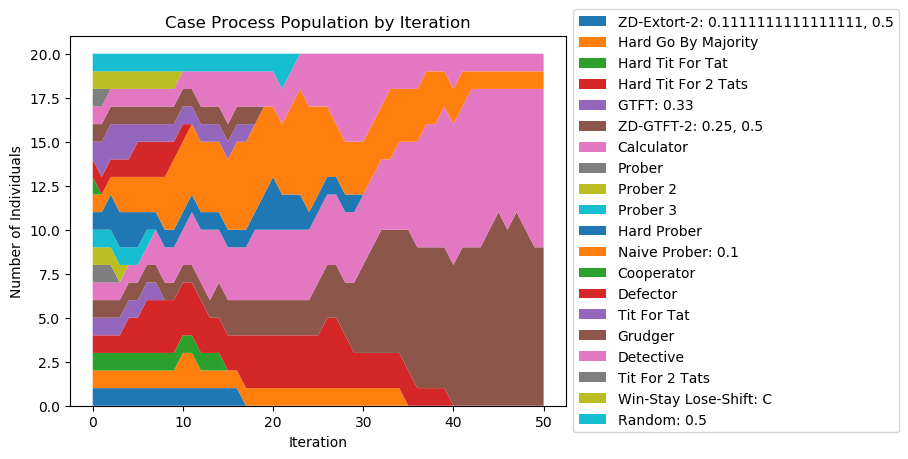 Case Process Population by Iteration
20.0
17.5
15.0
12.5
10.0
7.5
5.0
2.5
0.0
Number of Individuals
0 10 20 30 40 50
Iteration
ZD-Extort-2: 0.1111111111111111, 0.5
Hard Go By Majority
Hard Tit For Tat
Hard Tit For 2 Tats
GTFT: 0.33
ZD-GTFT-2: 0.25, 0.5
Calculator
Prober
Prober 2
Prober 3
Hard Prober
Naive Prober: 0.1
Cooperator
Defector
Tit For Tat
Grudger
Detective
Tit For 2 Tats
Win-Stay Lose-Shift: C
Random: 0.5